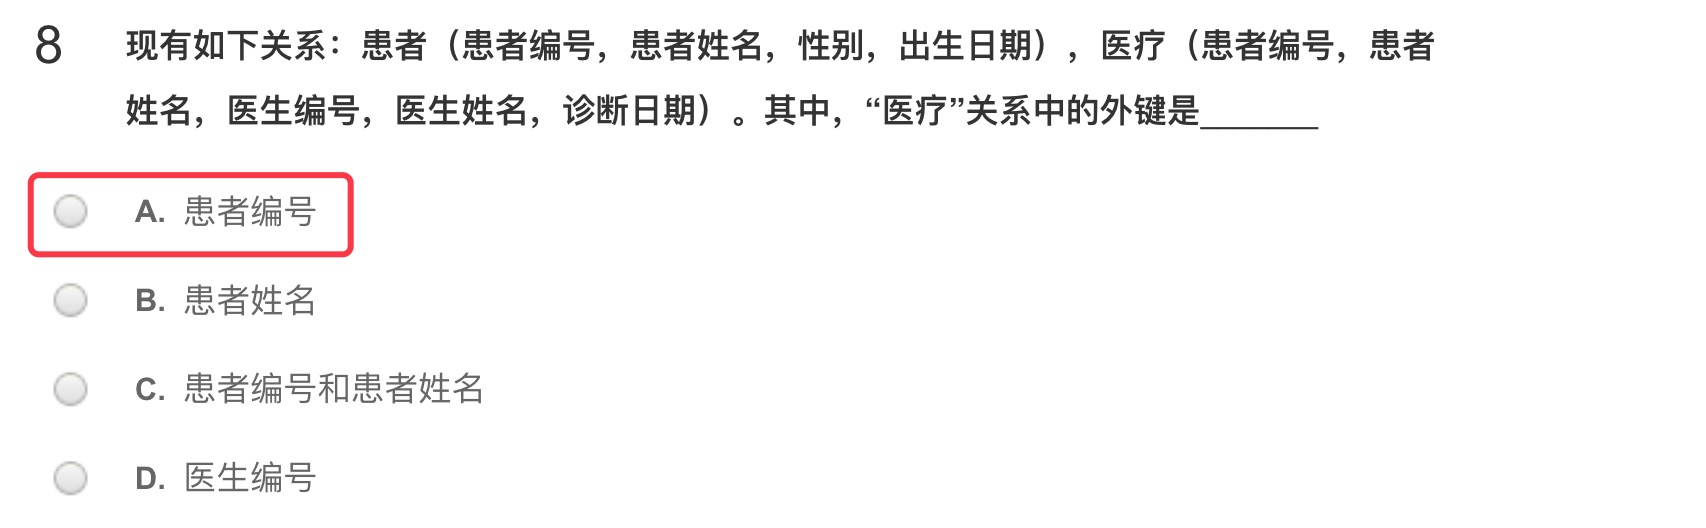 8 现有如下关系：患者（患者编号，患者姓名，性别，出生日期），医疗（患者编号，患者
姓名，医生编号，医生姓名，诊断日期）。其中，“医疗”关系中的外键是_______
A. 患者编号
B. 患者姓名
C. 患者编号和患者姓名
D. 医生编号